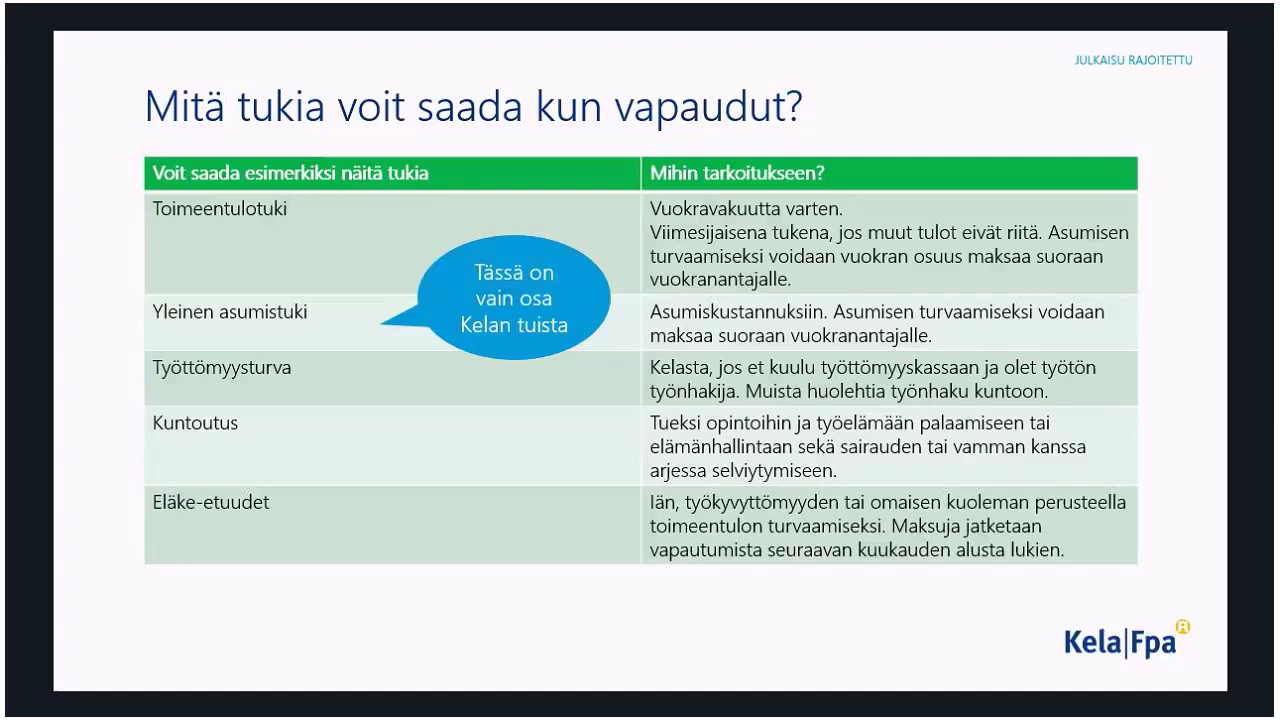 JULKAISU RAJOITETTU
Mitä tukia voit saada kun vapaudut?
Voit saada esimerkiksi näitä tukia
Mihin tarkoitukseen?
Toimeentulotuki
Vuokravakuutta varten.
Viimesijaisena tukena, jos muut tulot eivät riitä. Asumisen
turvaamiseksi voidaan vuokran osuus maksaa suoraan
vuokranantajalle.
Tässä on
vain osa
Kelan tuista
Yleinen asumistuki
Asumiskustannuksiin. Asumisen turvaamiseksi voidaan
maksaa suoraan vuokranantajalle.
Työttömyysturva
Kelasta, jos et kuulu työttömyyskassaan ja olet työtön
työnhakija. Muista huolehtia työnhaku kuntoon.
Kuntoutus
Tueksi opintoihin ja työelämään palaamiseen tai
elämänhallintaan sekä sairauden tai vamman kanssa
arjessa selviytymiseen.
Eläke-etuudet
Iän, työkyvyttömyyden tai omaisen kuoleman perusteella
toimeentulon turvaamiseksi. Maksuja jatketaan
vapautumista seuraavan kuukauden alusta lukien.
Kela|Fpa